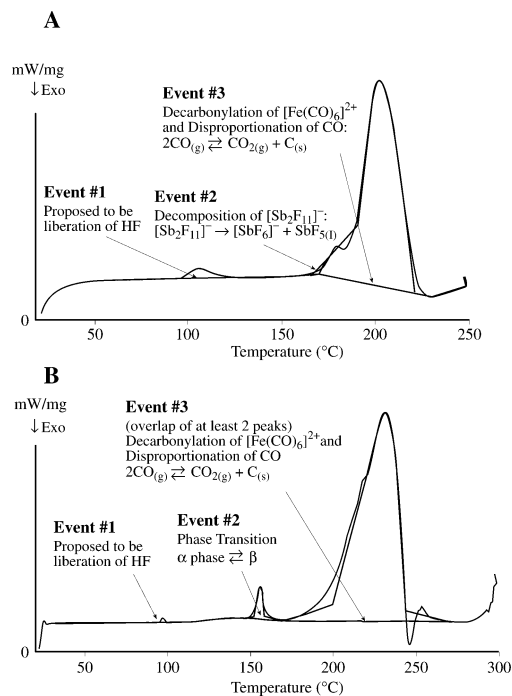 A
mW/mg
↓Exo
Event #3
Decarbonylation of [Fe(CO)₆]²⁺
and Disproportionation of CO:
2CO(g) ⇄ CO₂(g) + C(s)
Event #1
Proposed to be
liberation of HF
Event #2
Decomposition of [Sb₂F₁₁]⁻:
[Sb₂F₁₁]⁻ → [SbF₆]⁻ + SbF₅(l)
0
50
100
150
200
250
Temperature (°C)
B
mW/mg
↓Exo
Event #3
(overlap of at least 2 peaks)
Decarbonylation of [Fe(CO)₆]²⁺and
Disproportionation of CO
2CO(g) ⇄ CO₂(g) + C(s)
Event #1
Proposed to be
liberation of HF
Event #2
Phase Transition
α phase ⇄ β
0
50
100
150
200
250
300
Temperature (°C)